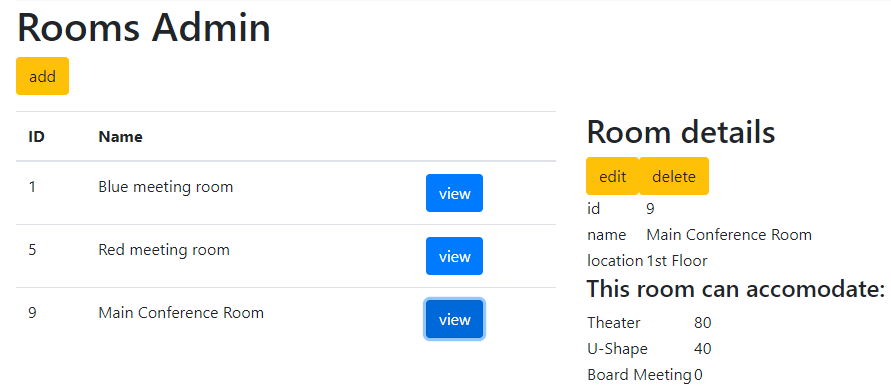 Rooms Admin
add
ID Name
1 Blue meeting room view
5 Red meeting room view
9 Main Conference Room view
Room details
edit delete
id 9
name Main Conference Room
location 1st Floor
This room can accomodate:
Theater 80
U-Shape 40
Board Meeting 0